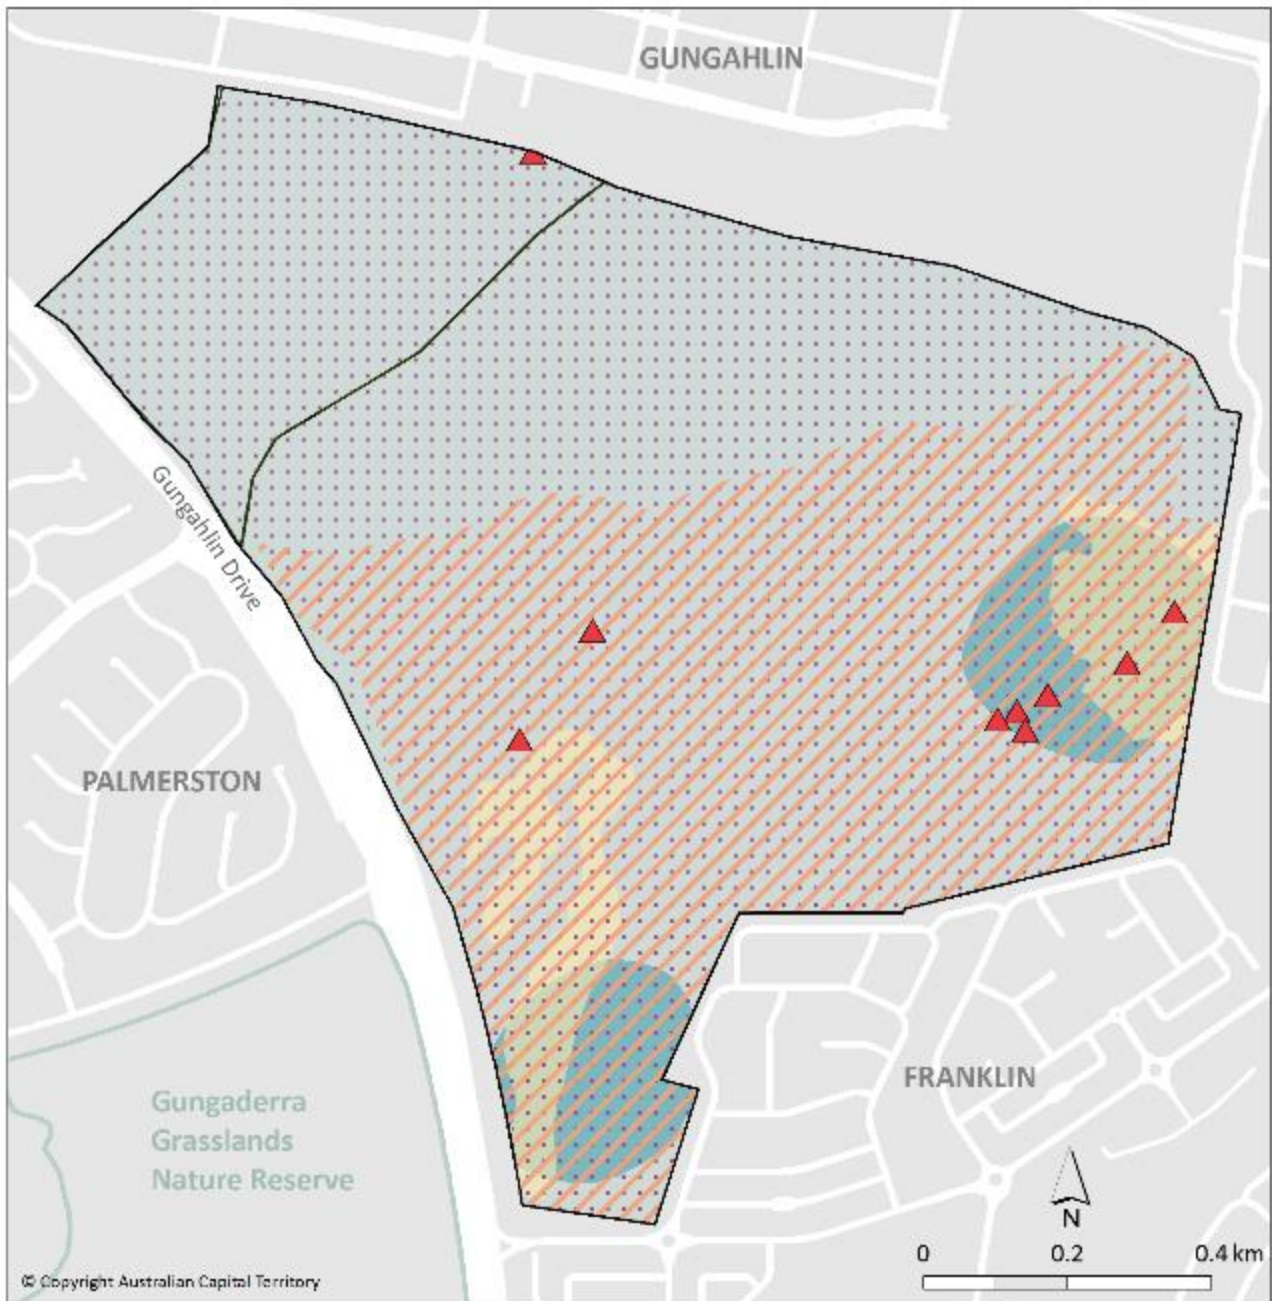 GUNGAHLIN
Gungahlin Drive
PALMERSTON
FRANKLIN
Gungaderra
Grasslands
Nature Reserve
N
0 0.2 0.4 km
© Copyright Australian Capital Territory